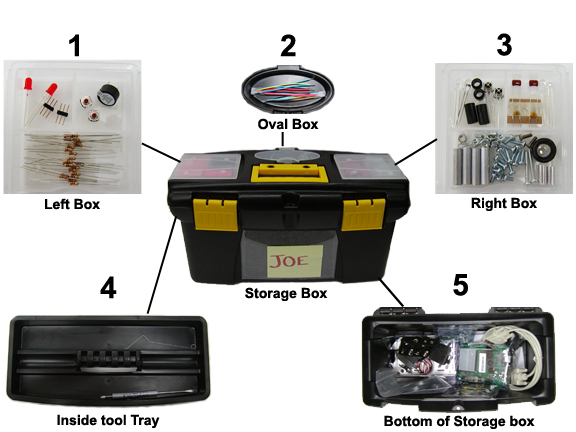 1
2
3
Oval Box
Left Box
Right Box
JOE
Storage Box
4
5
Inside tool Tray
Bottom of Storage box